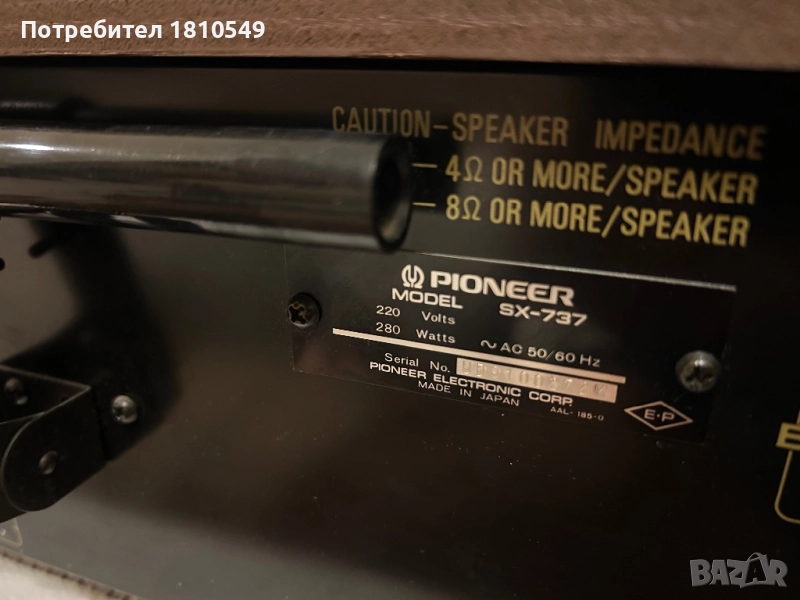 Потребител 1810549
CAUTION-SPEAKER IMPEDANCE
— 4Ω OR MORE/SPEAKER
— 8Ω OR MORE/SPEAKER
PIONEER
MODEL SX-737
220 Volts
280 Watts ~ AC 50/60 Hz
Serial No.
PIONEER ELECTRONIC CORP.
MADE IN JAPAN AAL-185-0
E·P
BAZAR